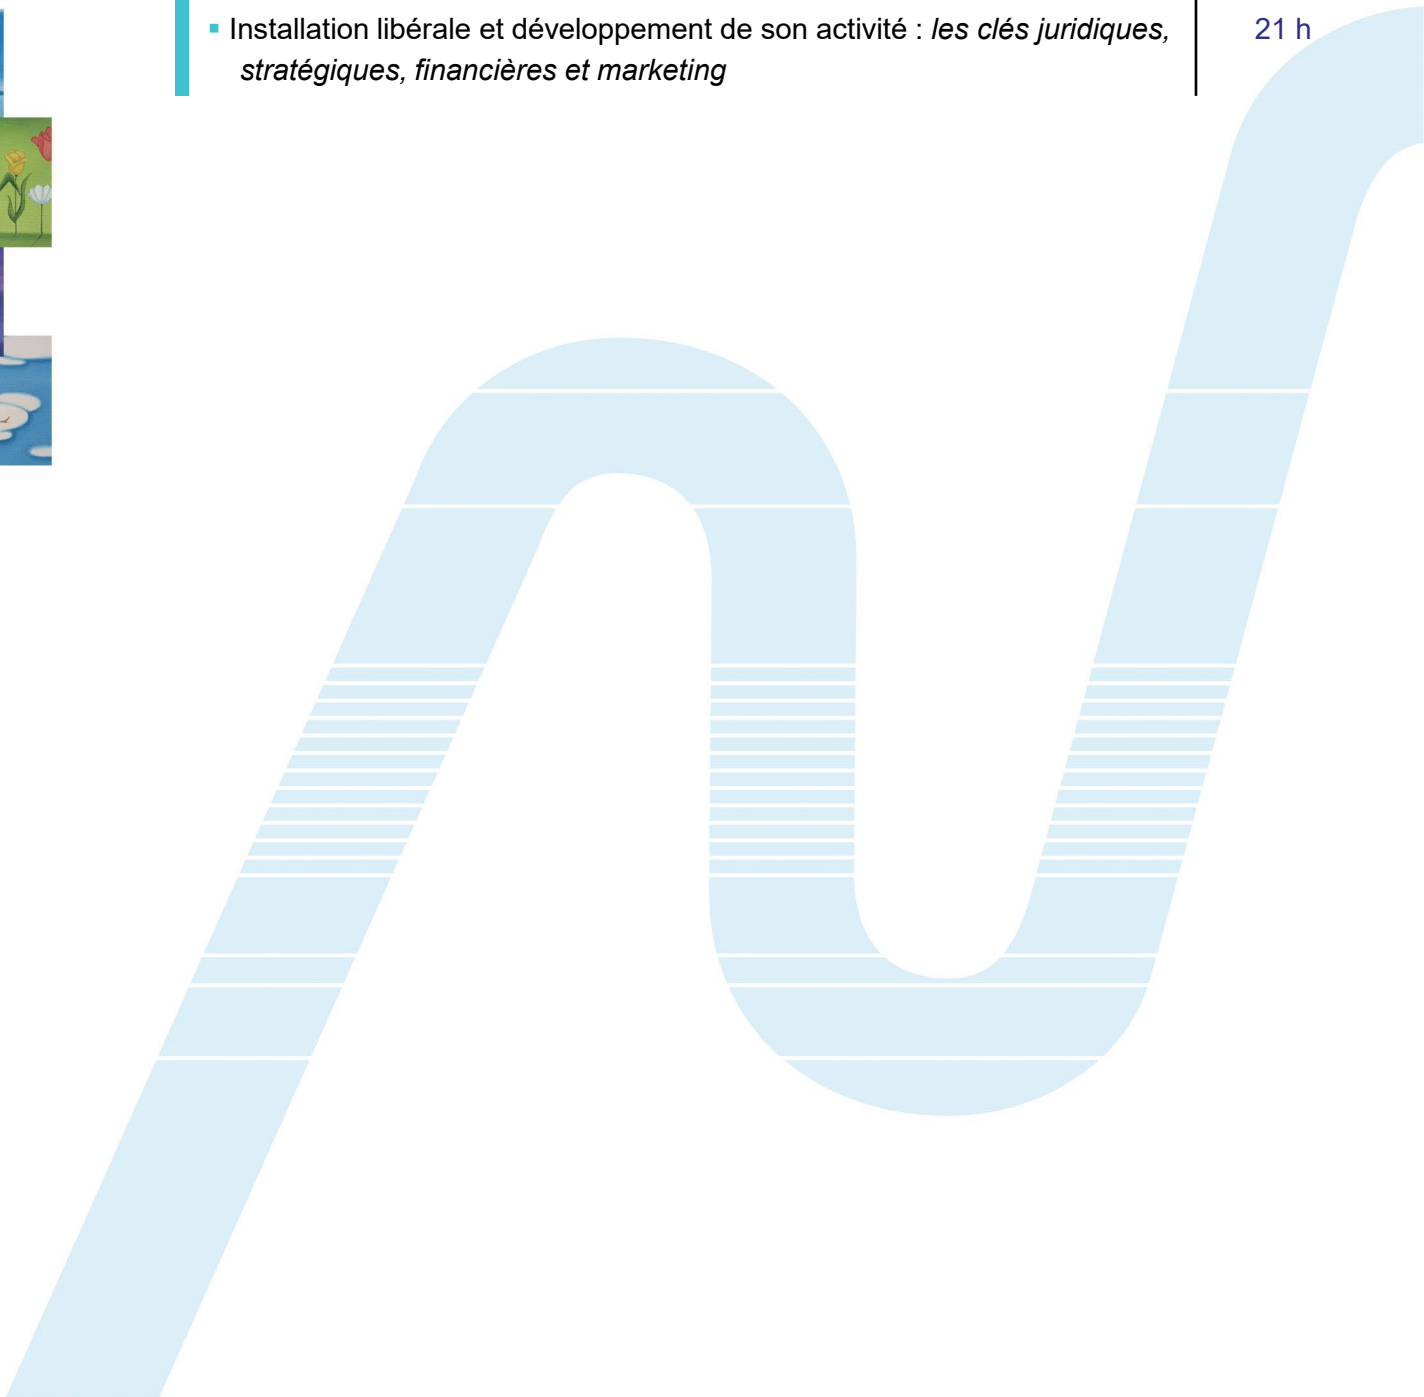 ▪ Installation libérale et développement de son activité : les clés juridiques, 21 h
stratégiques, financières et marketing